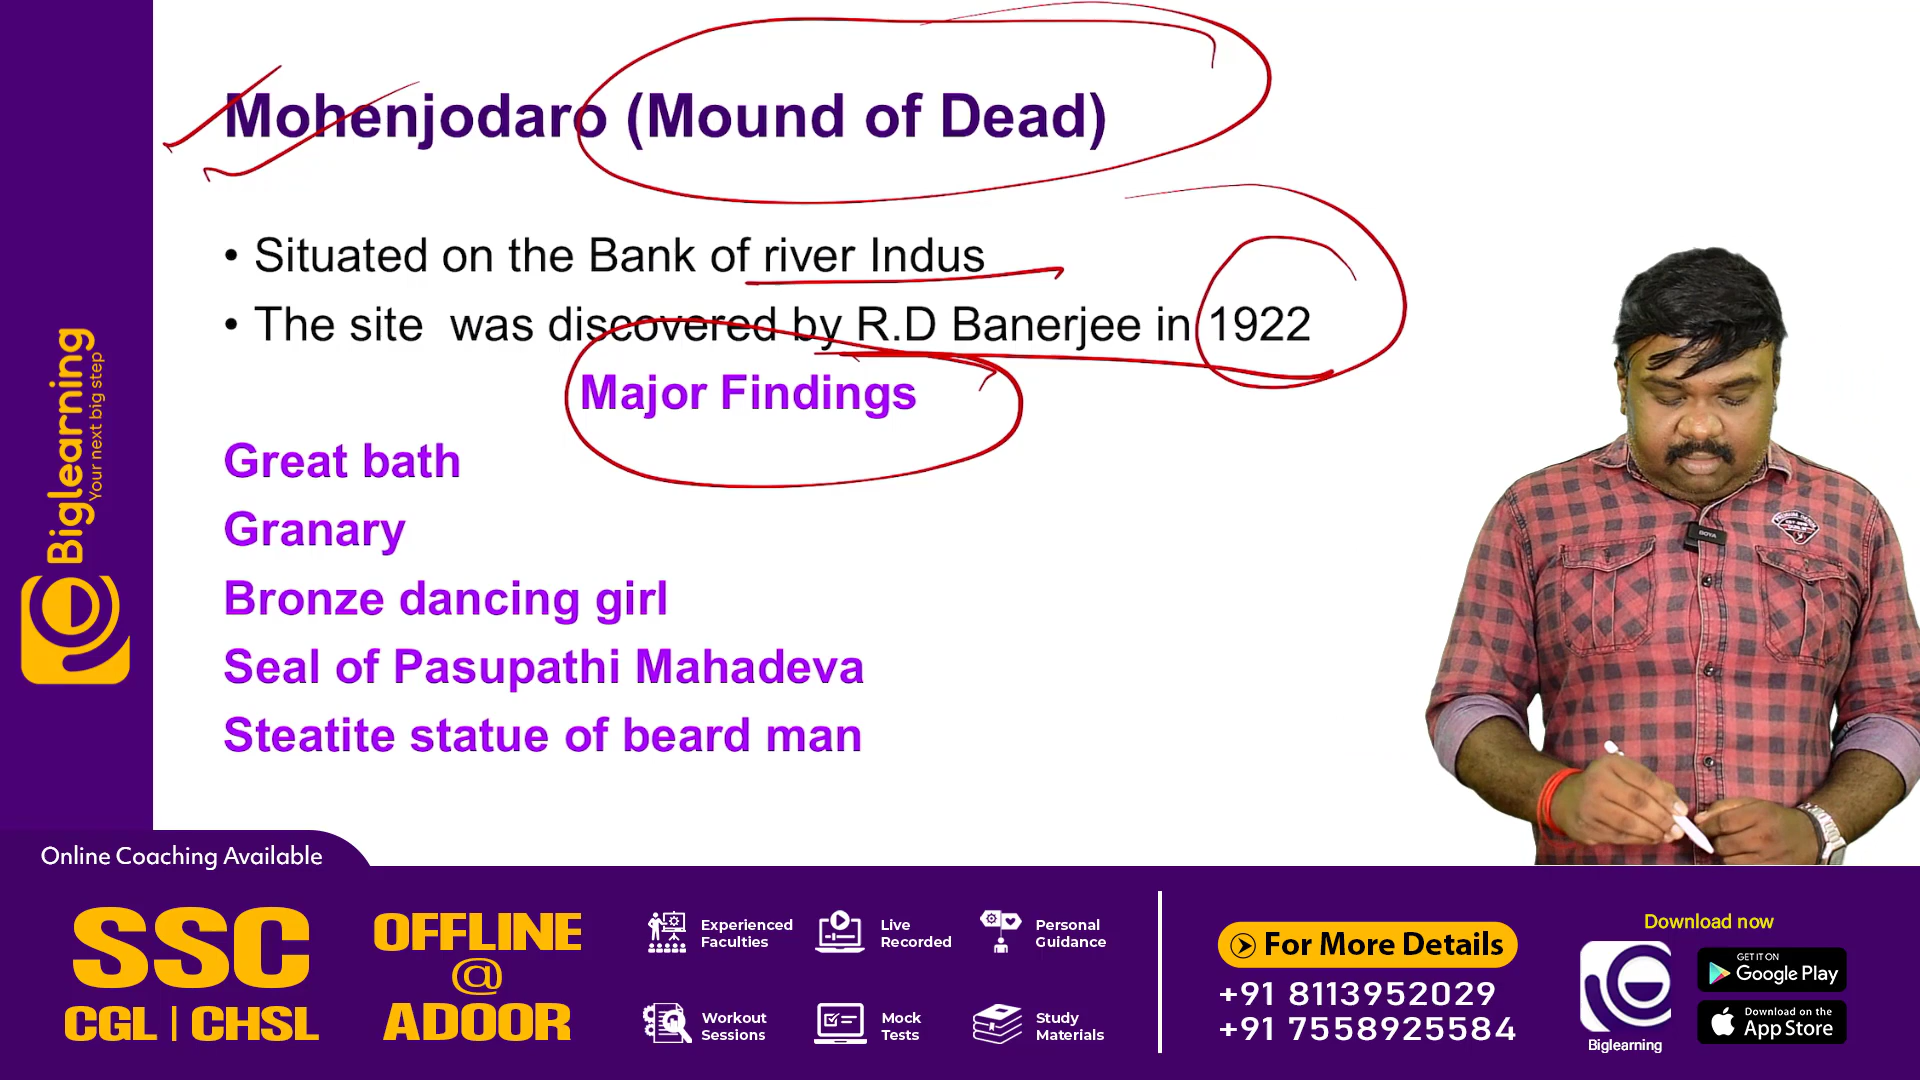 Mohenjodaro (Mound of Dead)
• Situated on the Bank of river Indus
• The site was discovered by R.D Banerjee in 1922
Major Findings
Great bath
Granary
Bronze dancing girl
Seal of Pasupathi Mahadeva
Steatite statue of beard man
Biglearning
Your next big step
BOYA
Online Coaching Available
SSC
CGL | CHSL
OFFLINE
@
ADOOR
Experienced
Faculties
Live
Recorded
Personal
Guidance
Workout
Sessions
Mock
Tests
Study
Materials
For More Details
+91 8113952029
+91 7558925584
Download now
Biglearning
GET IT ON
Google Play
Download on the
App Store